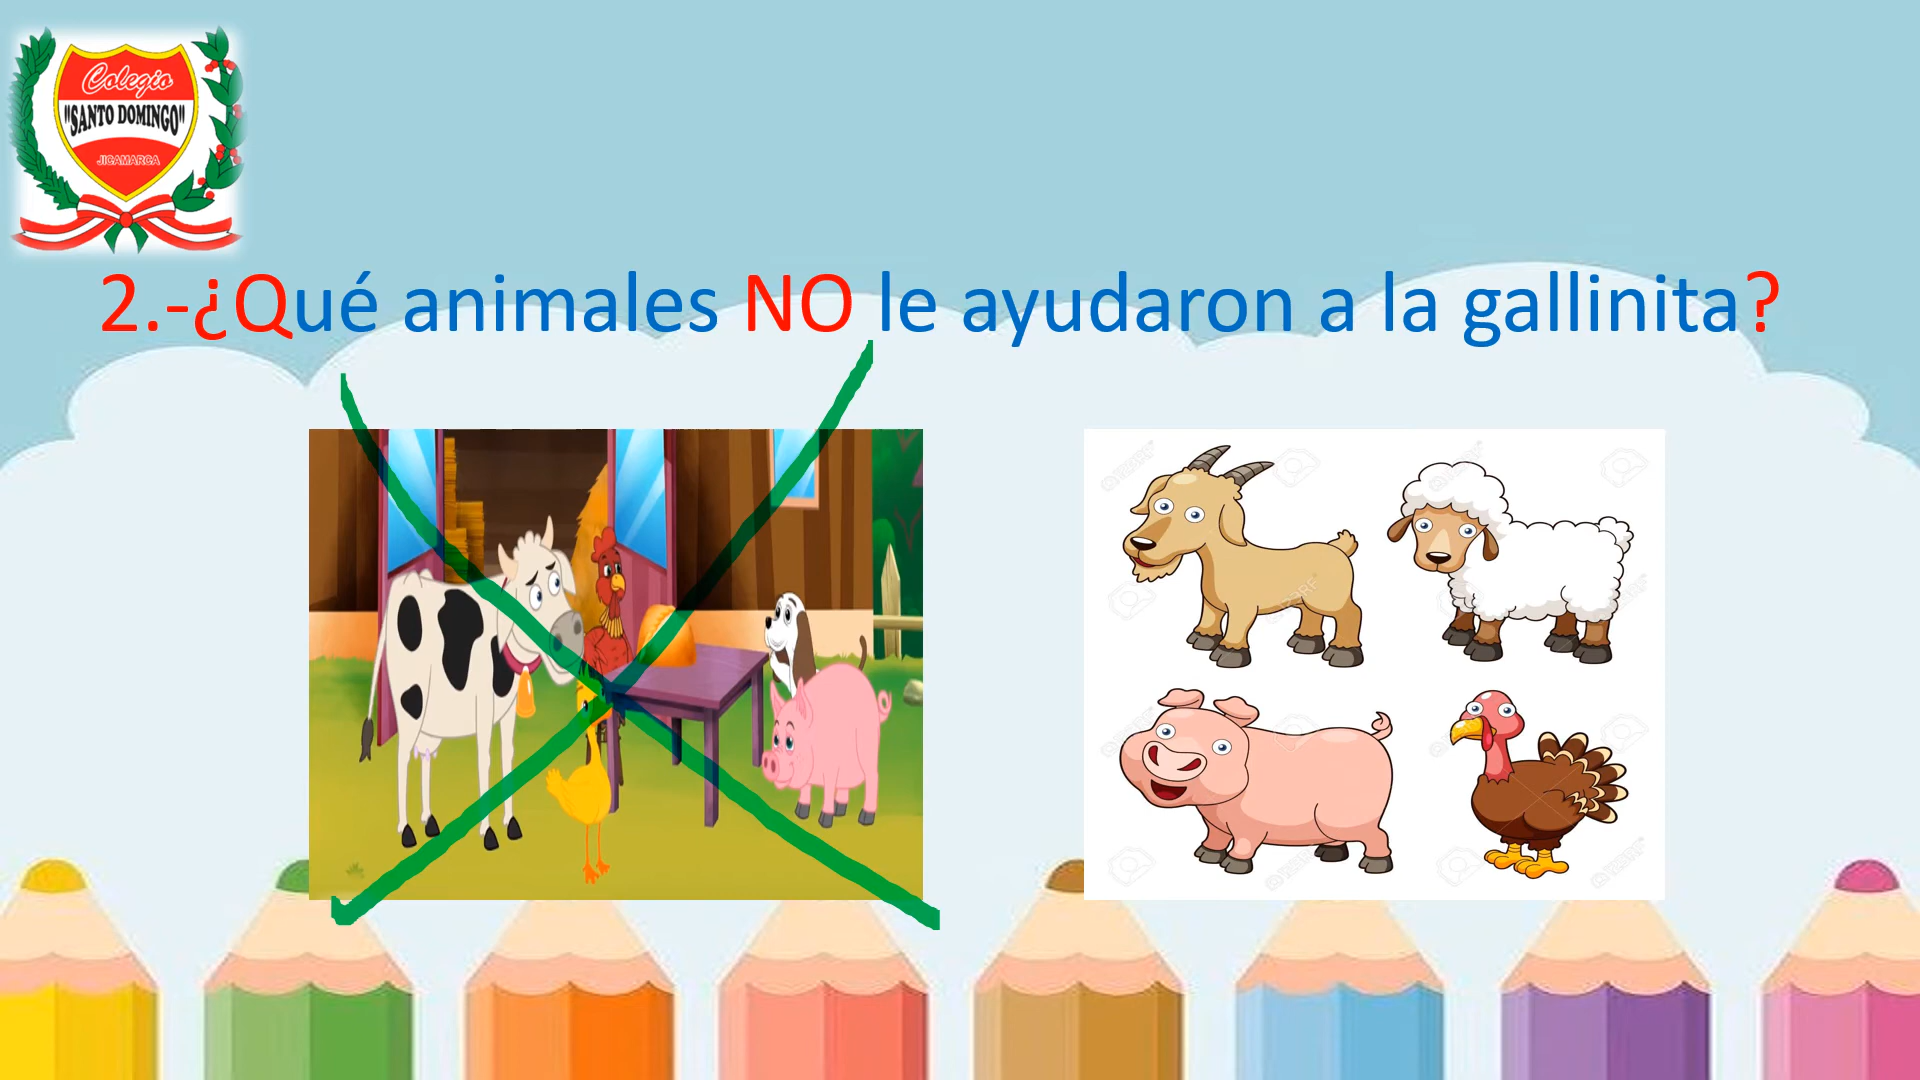 Colegio
"SANTO DOMINGO"
JICAMARCA
2.-¿Qué animales NO le ayudaron a la gallinita?